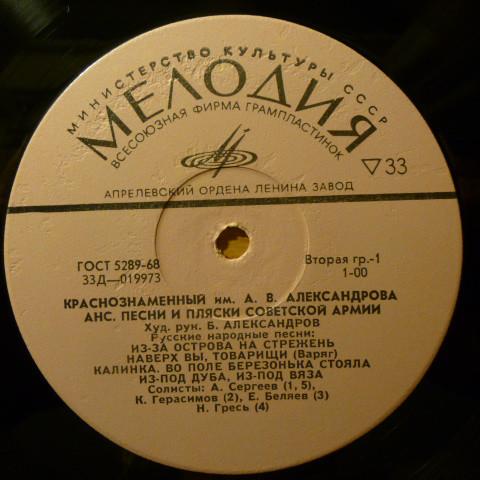 МИНИСТЕРСТВО КУЛЬТУРЫ СССР
МЕЛОДИЯ
ВСЕСОЮЗНАЯ ФИРМА ГРАМПЛАСТИНОК
▽33
АПРЕЛЕВСКИЙ ОРДЕНА ЛЕНИНА ЗАВОД
ГОСТ 5289-68 Вторая гр.-1
33Д—019973 1-00
КРАСНОЗНАМЕННЫЙ им. А. В. АЛЕКСАНДРОВА
АНС. ПЕСНИ И ПЛЯСКИ СОВЕТСКОЙ АРМИИ
Худ. рук. Б. АЛЕКСАНДРОВ
Русские народные песни:
ИЗ-ЗА ОСТРОВА НА СТРЕЖЕНЬ
НАВЕРХ ВЫ, ТОВАРИЩИ (Варяг)
КАЛИНКА. ВО ПОЛЕ БЕРЕЗОНЬКА СТОЯЛА
ИЗ-ПОД ДУБА, ИЗ-ПОД ВЯЗА
Солисты: А. Сергеев (1, 5),
К. Герасимов (2), Е. Беляев (3)
Н. Гресь (4)